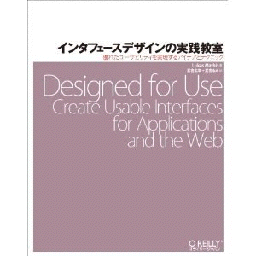 インタフェースデザインの実践教室
Designed for Use
Create Usable Interfaces
for Applications
and the Web
O'REILLY